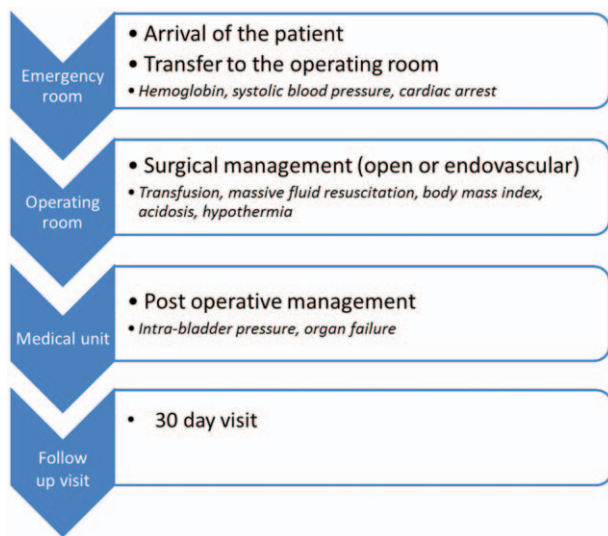 Emergency
room
• Arrival of the patient
• Transfer to the operating room
• Hemoglobin, systolic blood pressure, cardiac arrest
Operating
room
• Surgical management (open or endovascular)
• Transfusion, massive fluid resuscitation, body mass index,
acidosis, hypothermia
Medical unit
• Post operative management
• Intra-bladder pressure, organ failure
Follow
up visit
• 30 day visit